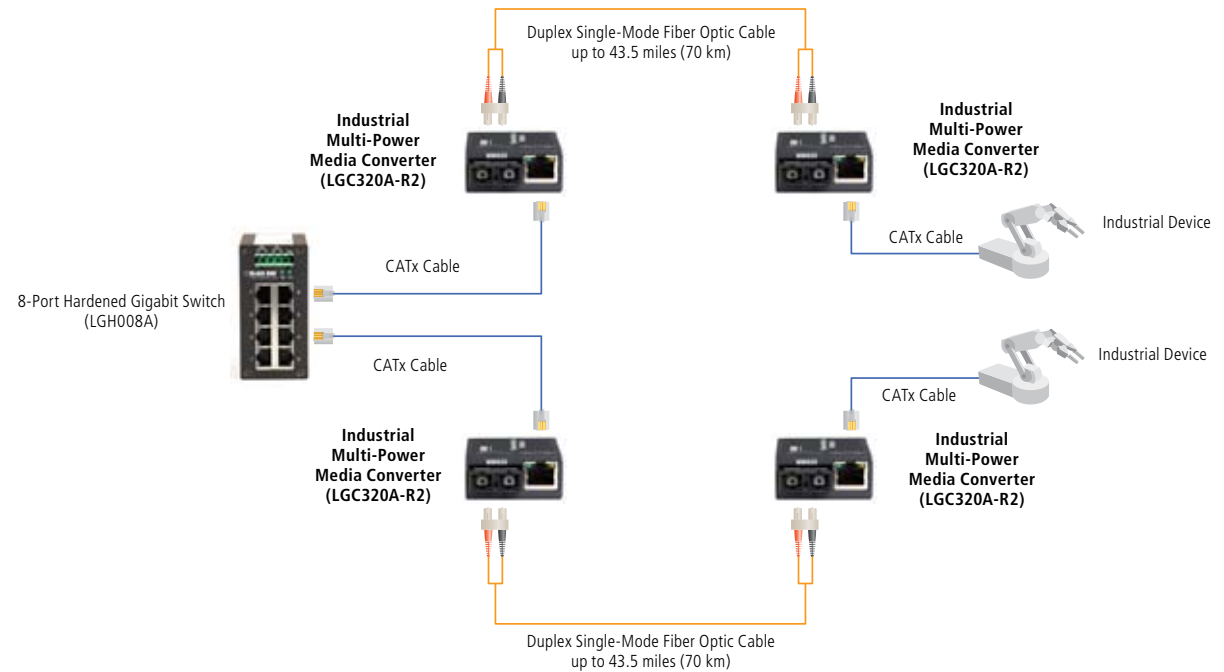 Duplex Single-Mode Fiber Optic Cable
up to 43.5 miles (70 km)
Industrial
Multi-Power
Media Converter
(LGC320A-R2)
Industrial
Multi-Power
Media Converter
(LGC320A-R2)
CATx Cable
Industrial Device
CATx Cable
8-Port Hardened Gigabit Switch
(LGH008A)
CATx Cable
Industrial Device
CATx Cable
Industrial
Multi-Power
Media Converter
(LGC320A-R2)
Industrial
Multi-Power
Media Converter
(LGC320A-R2)
Duplex Single-Mode Fiber Optic Cable
up to 43.5 miles (70 km)